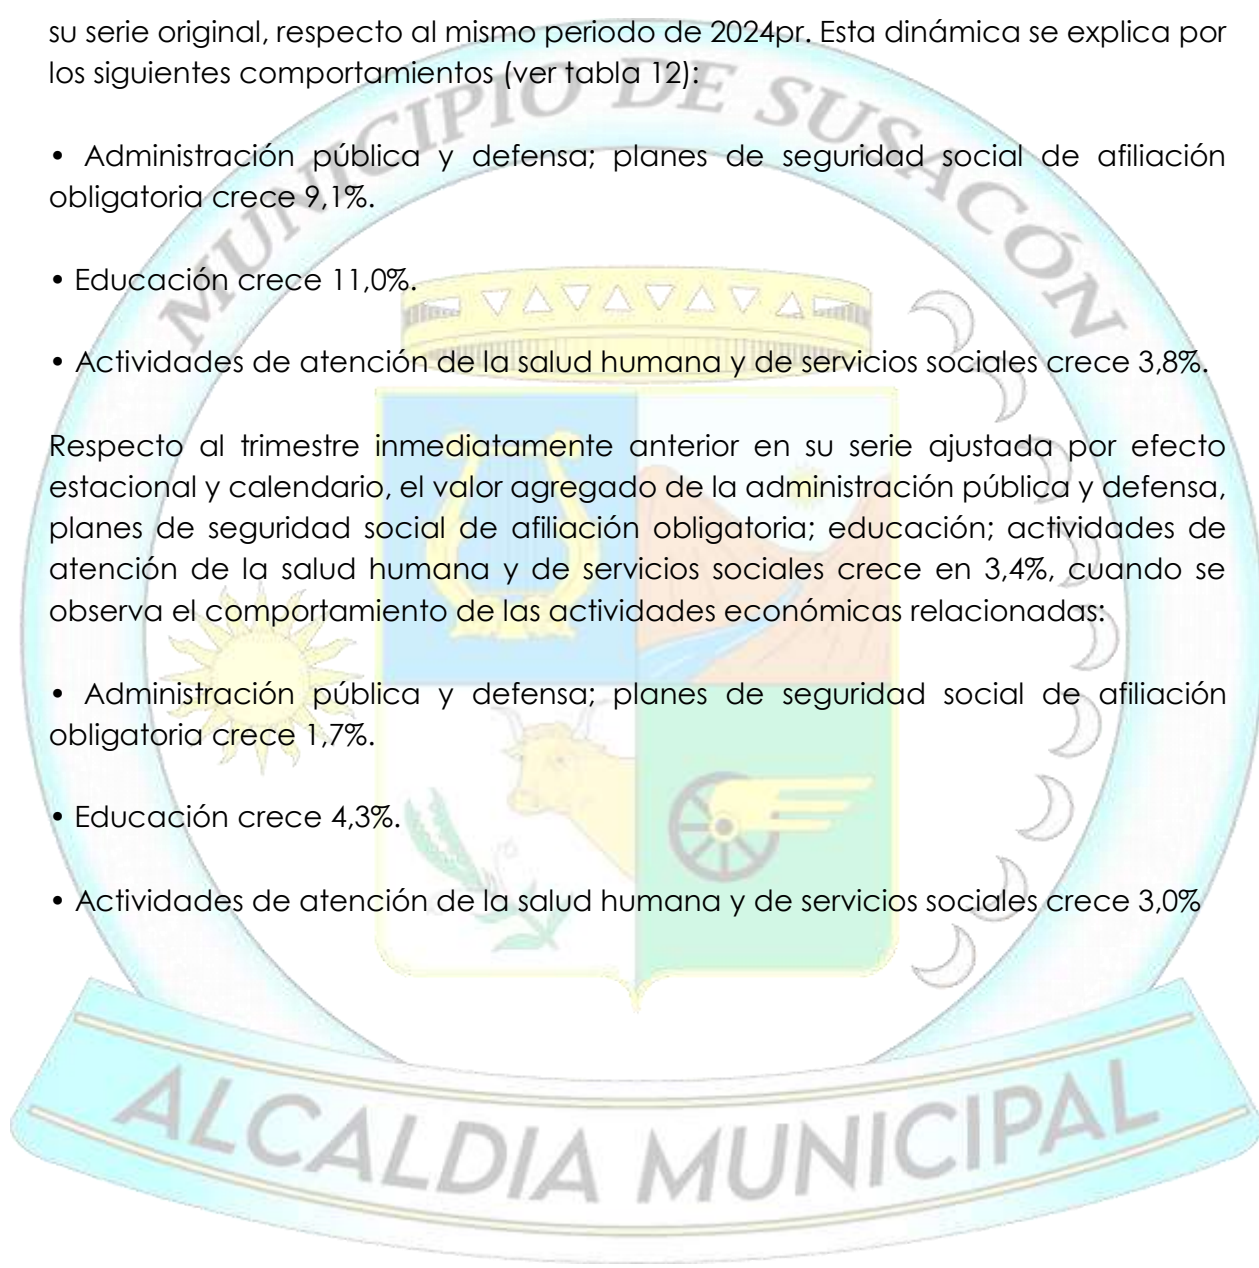 su serie original, respecto al mismo periodo de 2024pr. Esta dinámica se explica por
los siguientes comportamientos (ver tabla 12):
• Administración pública y defensa; planes de seguridad social de afiliación
obligatoria crece 9,1%.
• Educación crece 11,0%.
• Actividades de atención de la salud humana y de servicios sociales crece 3,8%.
Respecto al trimestre inmediatamente anterior en su serie ajustada por efecto
estacional y calendario, el valor agregado de la administración pública y defensa,
planes de seguridad social de afiliación obligatoria; educación; actividades de
atención de la salud humana y de servicios sociales crece en 3,4%, cuando se
observa el comportamiento de las actividades económicas relacionadas:
• Administración pública y defensa; planes de seguridad social de afiliación
obligatoria crece 1,7%.
• Educación crece 4,3%.
• Actividades de atención de la salud humana y de servicios sociales crece 3,0%
MUNICIPIO DE SUSACÓN
ALCALDIA MUNICIPAL